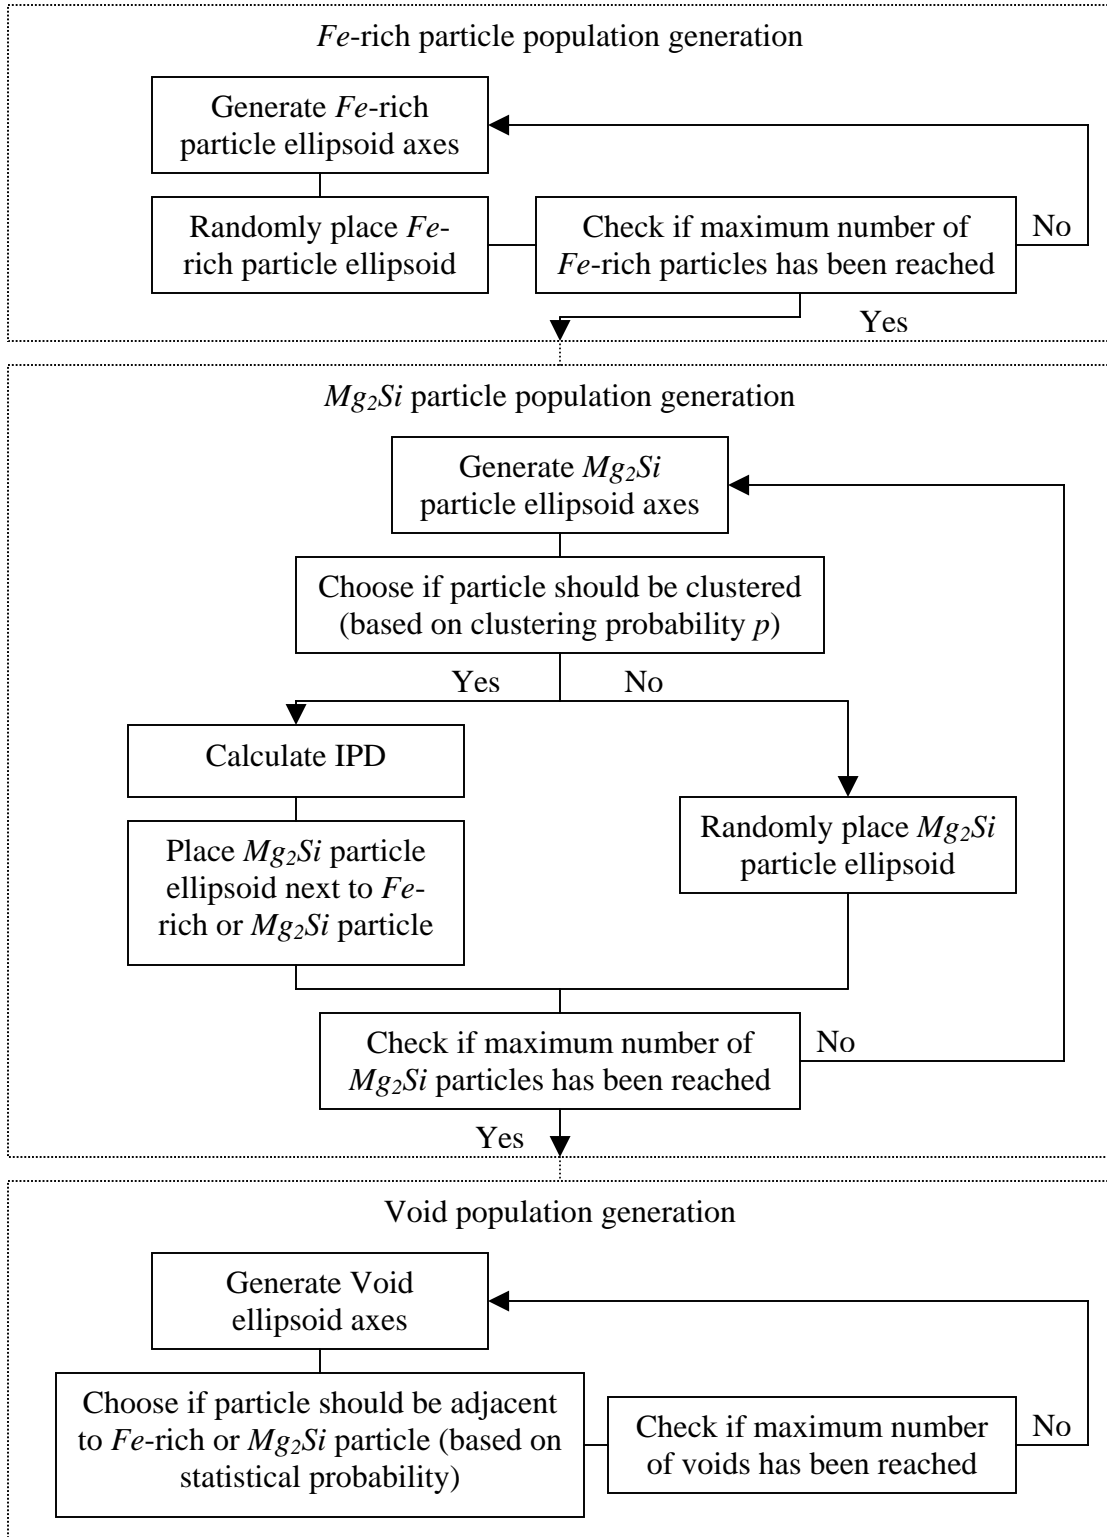 Fe-rich particle population generation
Generate Fe-rich
particle ellipsoid axes
Randomly place Fe-
rich particle ellipsoid
Check if maximum number of
Fe-rich particles has been reached
No
Yes
Mg₂Si particle population generation
Generate Mg₂Si
particle ellipsoid axes
Choose if particle should be clustered
(based on clustering probability p)
Yes
No
Calculate IPD
Place Mg₂Si particle
ellipsoid next to Fe-
rich or Mg₂Si particle
Randomly place Mg₂Si
particle ellipsoid
Check if maximum number of
Mg₂Si particles has been reached
No
Yes
Void population generation
Generate Void
ellipsoid axes
Choose if particle should be adjacent
to Fe-rich or Mg₂Si particle (based on
statistical probability)
Check if maximum number
of voids has been reached
No